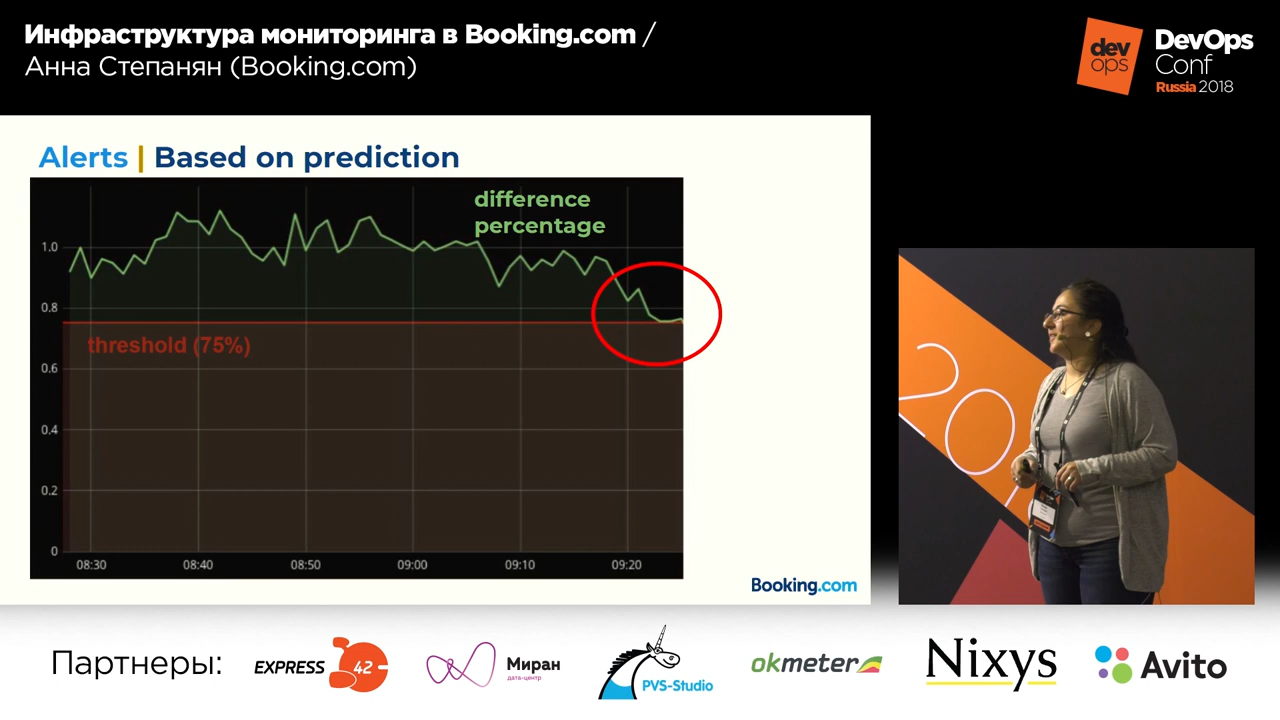 Инфраструктура мониторинга в Booking.com /
Анна Степанян (Booking.com)
dev
ops
DevOps
Conf
Russia 2018
Alerts | Based on prediction
difference
percentage
1.0
0.8
threshold (75%)
0.6
0.4
0.2
0
08:30 08:40 08:50 09:00 09:10 09:20
Booking.com
20
Партнеры:
EXPRESS 42
Миран
дата-центр
PVS-Studio
okmeter
Nixys
Avito